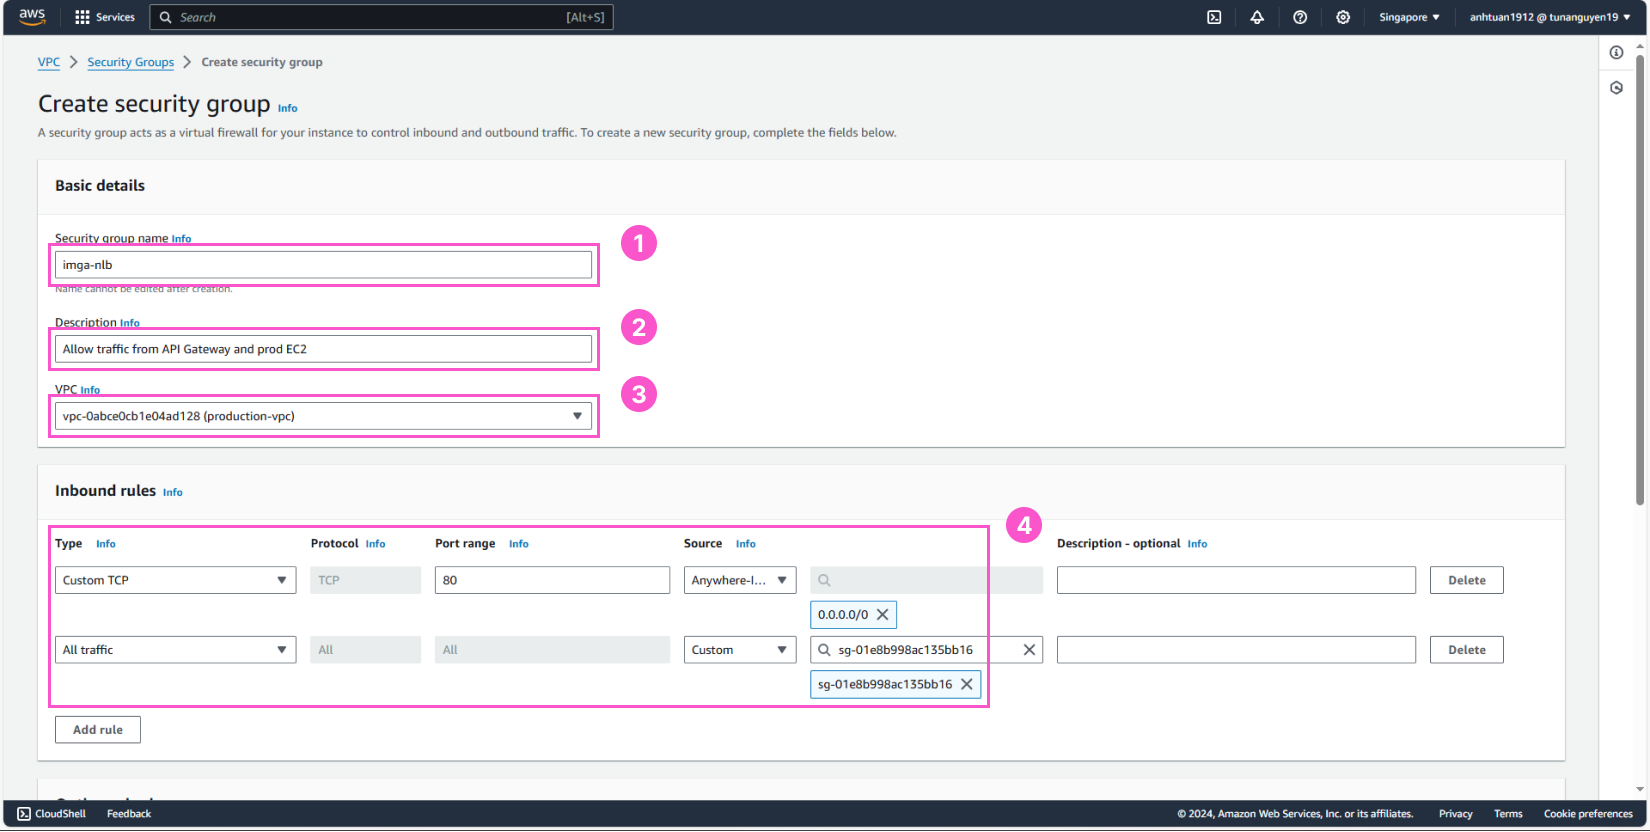 aws Services Search [Alt+S] Singapore anhtuan1912 @ tunanguyen19
VPC Security Groups Create security group
Create security group Info
A security group acts as a virtual firewall for your instance to control inbound and outbound traffic. To create a new security group, complete the fields below.
Basic details
Security group name Info
1
imga-nlb
Name cannot be edited after creation.
Description Info
2
Allow traffic from API Gateway and prod EC2
VPC Info
3
vpc-0abce0cb1e04ad128 (production-vpc)
Inbound rules Info
4
Type Info Protocol Info Port range Info Source Info Description - optional Info
Custom TCP TCP 80 Anywhere-I... Delete
0.0.0.0/0
All traffic All All Custom sg-01e8b998ac135bb16 Delete
sg-01e8b998ac135bb16
Add rule
CloudShell Feedback © 2024, Amazon Web Services, Inc. or its affiliates. Privacy Terms Cookie preferences